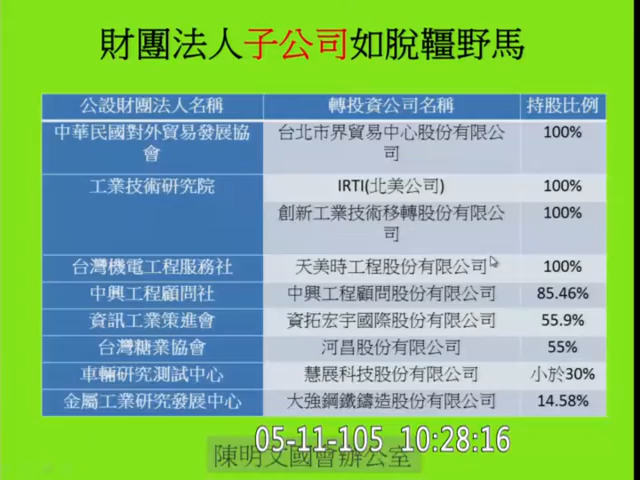 財團法人子公司如脫韁野馬
公設財團法人名稱 轉投資公司名稱 持股比例
中華民國對外貿易發展協會 台北市界貿易中心股份有限公司 100%
工業技術研究院 IRTI(北美公司) 100%
創新工業技術移轉股份有限公司 100%
台灣機電工程服務社 天美時工程股份有限公司 100%
中興工程顧問社 中興工程顧問股份有限公司 85.46%
資訊工業策進會 資拓宏宇國際股份有限公司 55.9%
台灣糖業協會 河昌股份有限公司 55%
車輛研究測試中心 慧展科技股份有限公司 小於30%
金屬工業研究發展中心 大強鋼鐵鑄造股份有限公司 14.58%
05-11-105 10:28:16
陳明文國會辦公室